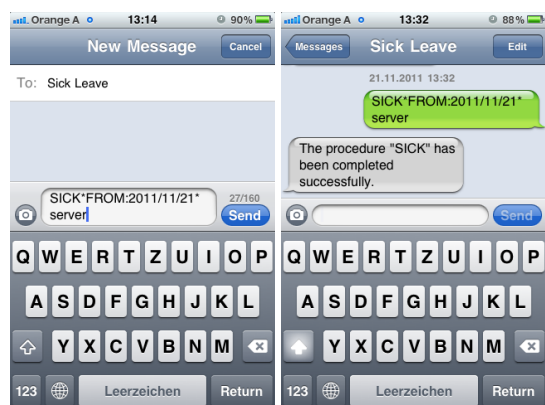 Orange A 13:14 90%
New Message Cancel
To: Sick Leave
SICK*FROM:2011/11/21*
server
27/160
Send
Q W E R T Z U I O P
A S D F G H J K L
Y X C V B N M
123 Leerzeichen Return
Orange A 13:32 88%
Messages Sick Leave Edit
21.11.2011 13:32
SICK*FROM:2011/11/21*
server
The procedure "SICK" has
been completed
successfully.
Send
Q W E R T Z U I O P
A S D F G H J K L
Y X C V B N M
123 Leerzeichen Return